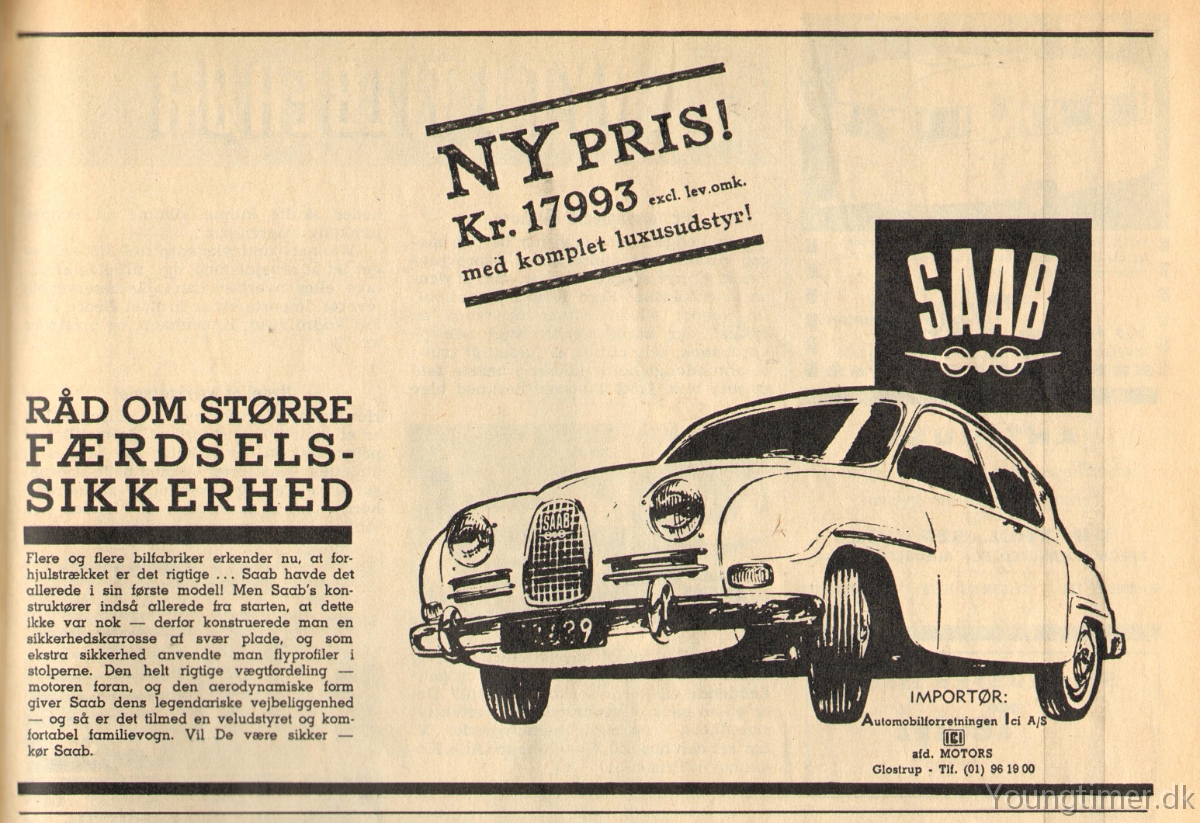 NY PRIS!
Kr. 17993 excl. lev.omk.
med komplet luxusudstyr!
SAAB
RÅD OM STØRRE
FÆRDSELS-
SIKKERHED
Flere og flere bilfabriker erkender nu, at for-
hjulstrækket er det rigtige ... Saab havde det
allerede i sin første model! Men Saab's kon-
struktører indså allerede fra starten, at dette
ikke var nok — derfor konstruerede man en
sikkerhedskarrosse af svær plade, og som
ekstra sikkerhed anvendte man flyprofiler i
stolperne. Den helt rigtige vægtfordeling —
motoren foran, og den aerodynamiske form
giver Saab dens legendariske vejbeliggenhed
— og så er det tilmed en veludstyret og kom-
fortabel familievogn. Vil De være sikker —
kør Saab.
SAAB
IMPORTØR:
Automobilforretningen Ici A/S
ICI
afd. MOTORS
Glostrup - Tlf. (01) 96 19 00
Youngtimer.dk